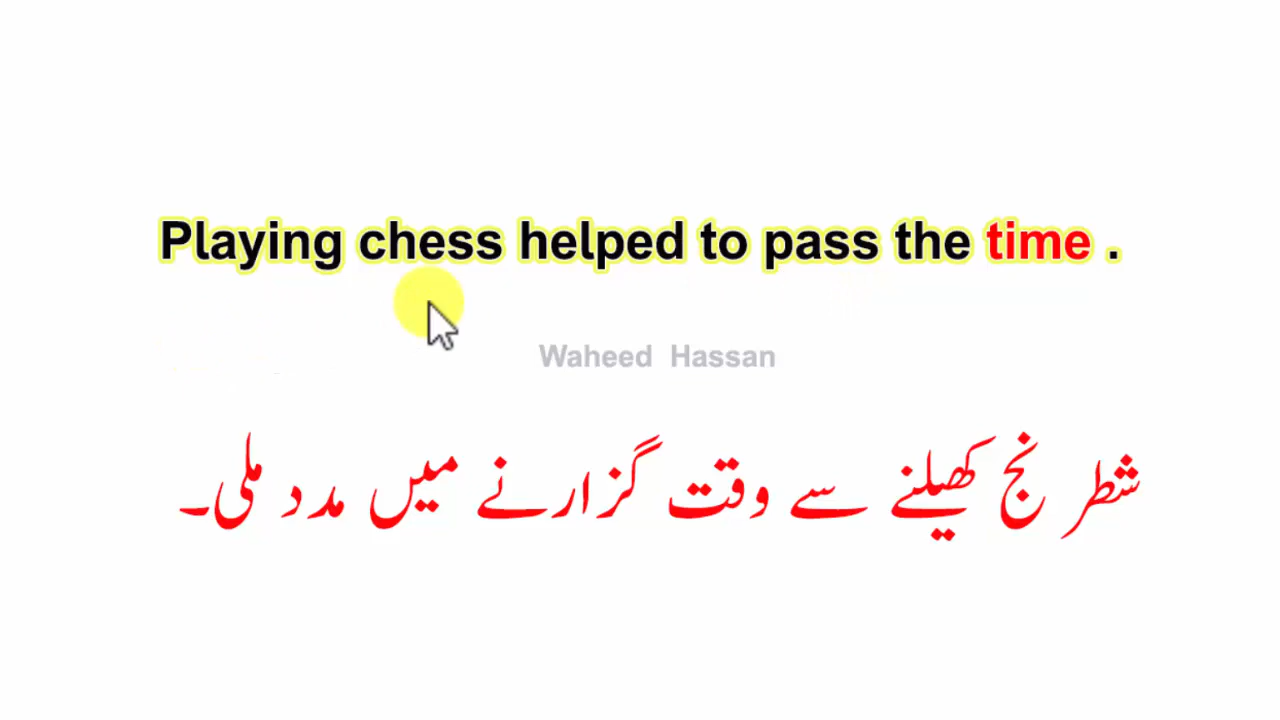 Playing chess helped to pass the time .
Waheed Hassan
شطرنج کھیلنے سے وقت گزارنے میں مدد ملی۔